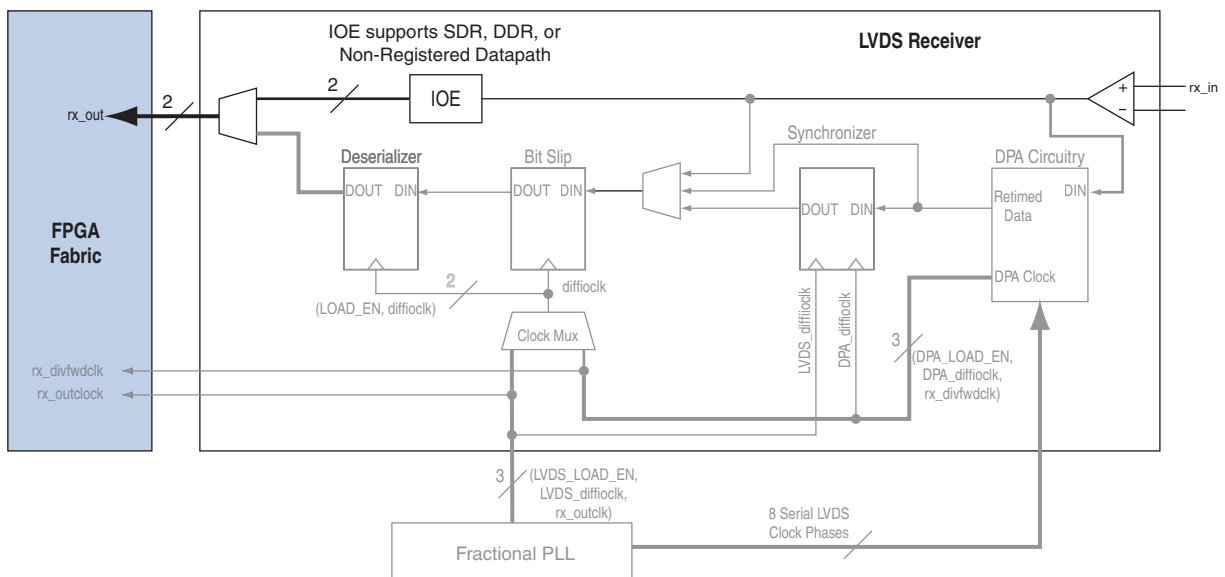 IOE supports SDR, DDR, or
Non-Registered Datapath
LVDS Receiver
2
2
IOE
+
–
rx_in
rx_out
Synchronizer
Deserializer
Bit Slip
DPA Circuitry
DOUT DIN
DOUT DIN
DOUT DIN
DIN
Retimed
Data
FPGA
Fabric
DPA Clock
2
(LOAD_EN, diffioclk)
diffioclk
Clock Mux
LVDS_diffiioclk
DPA_diffioclk
3
(DPA_LOAD_EN,
DPA_diffioclk,
rx_divfwdclk)
rx_divfwdclk
rx_outclock
3
(LVDS_LOAD_EN,
LVDS_diffioclk,
rx_outclk)
8 Serial LVDS
Clock Phases
Fractional PLL